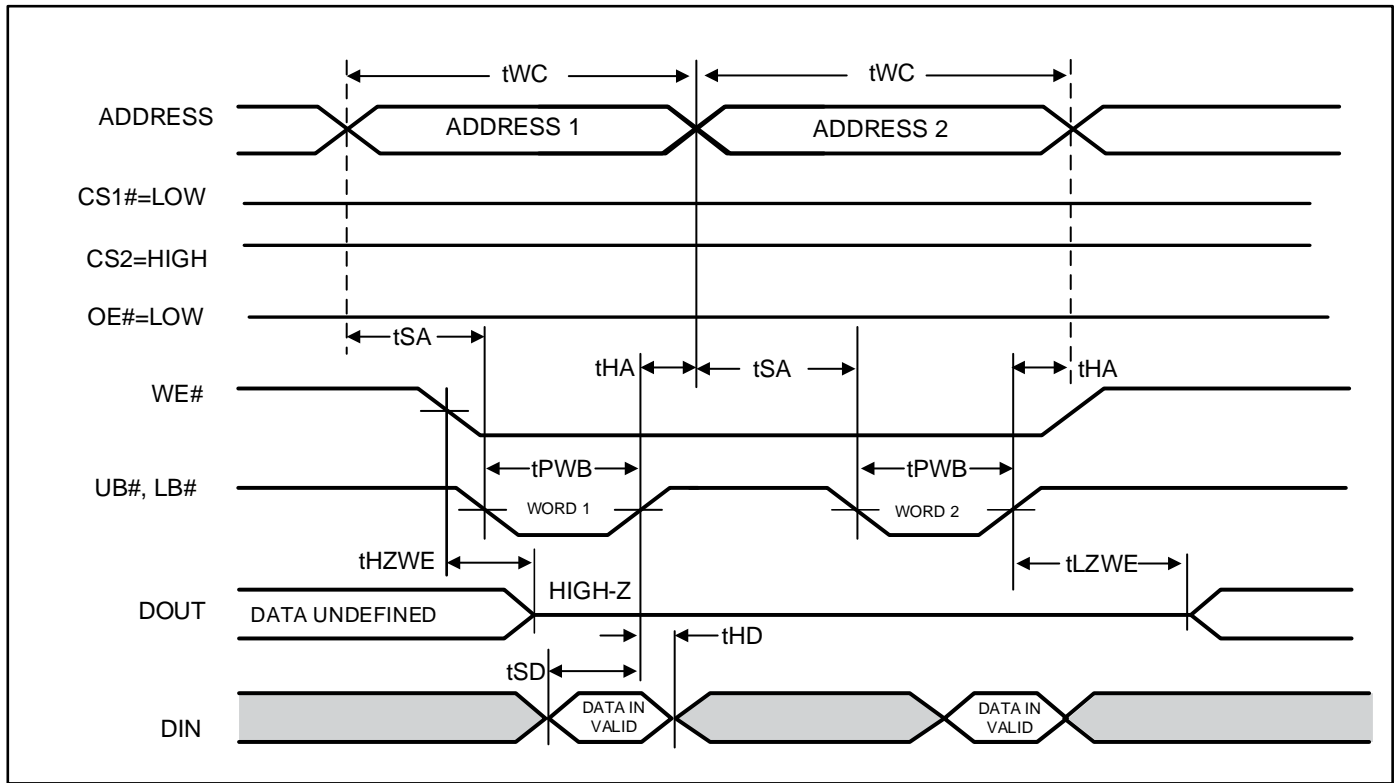 tWC tWC
ADDRESS ADDRESS 1 ADDRESS 2
CS1#=LOW
CS2=HIGH
OE#=LOW
tSA tHA tSA tHA
WE#
tPWB tPWB
UB#, LB# WORD 1 WORD 2
tHZWE tLZWE
HIGH-Z
DOUT DATA UNDEFINED
tHD
tSD
DIN DATA IN VALID DATA IN VALID